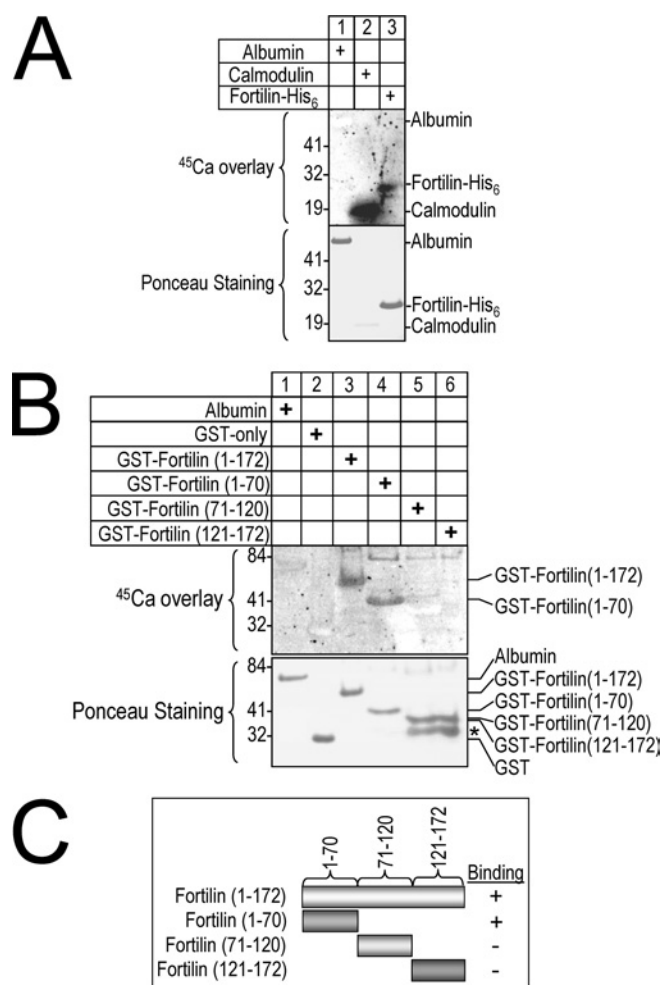 A
1 2 3
Albumin +
Calmodulin +
Fortilin-His6 +
45Ca overlay
41
32
19
Albumin
Fortilin-His6
Calmodulin
Ponceau Staining
41
32
19
Albumin
Fortilin-His6
Calmodulin
B
1 2 3 4 5 6
Albumin +
GST-only +
GST-Fortilin (1-172) +
GST-Fortilin (1-70) +
GST-Fortilin (71-120) +
GST-Fortilin (121-172) +
45Ca overlay
84
41
32
GST-Fortilin(1-172)
GST-Fortilin(1-70)
Ponceau Staining
84
41
32
Albumin
GST-Fortilin(1-172)
GST-Fortilin(1-70)
GST-Fortilin(71-120)
*
GST-Fortilin(121-172)
GST
C
1-70 71-120 121-172
Binding
Fortilin (1-172) +
Fortilin (1-70) +
Fortilin (71-120) -
Fortilin (121-172) -